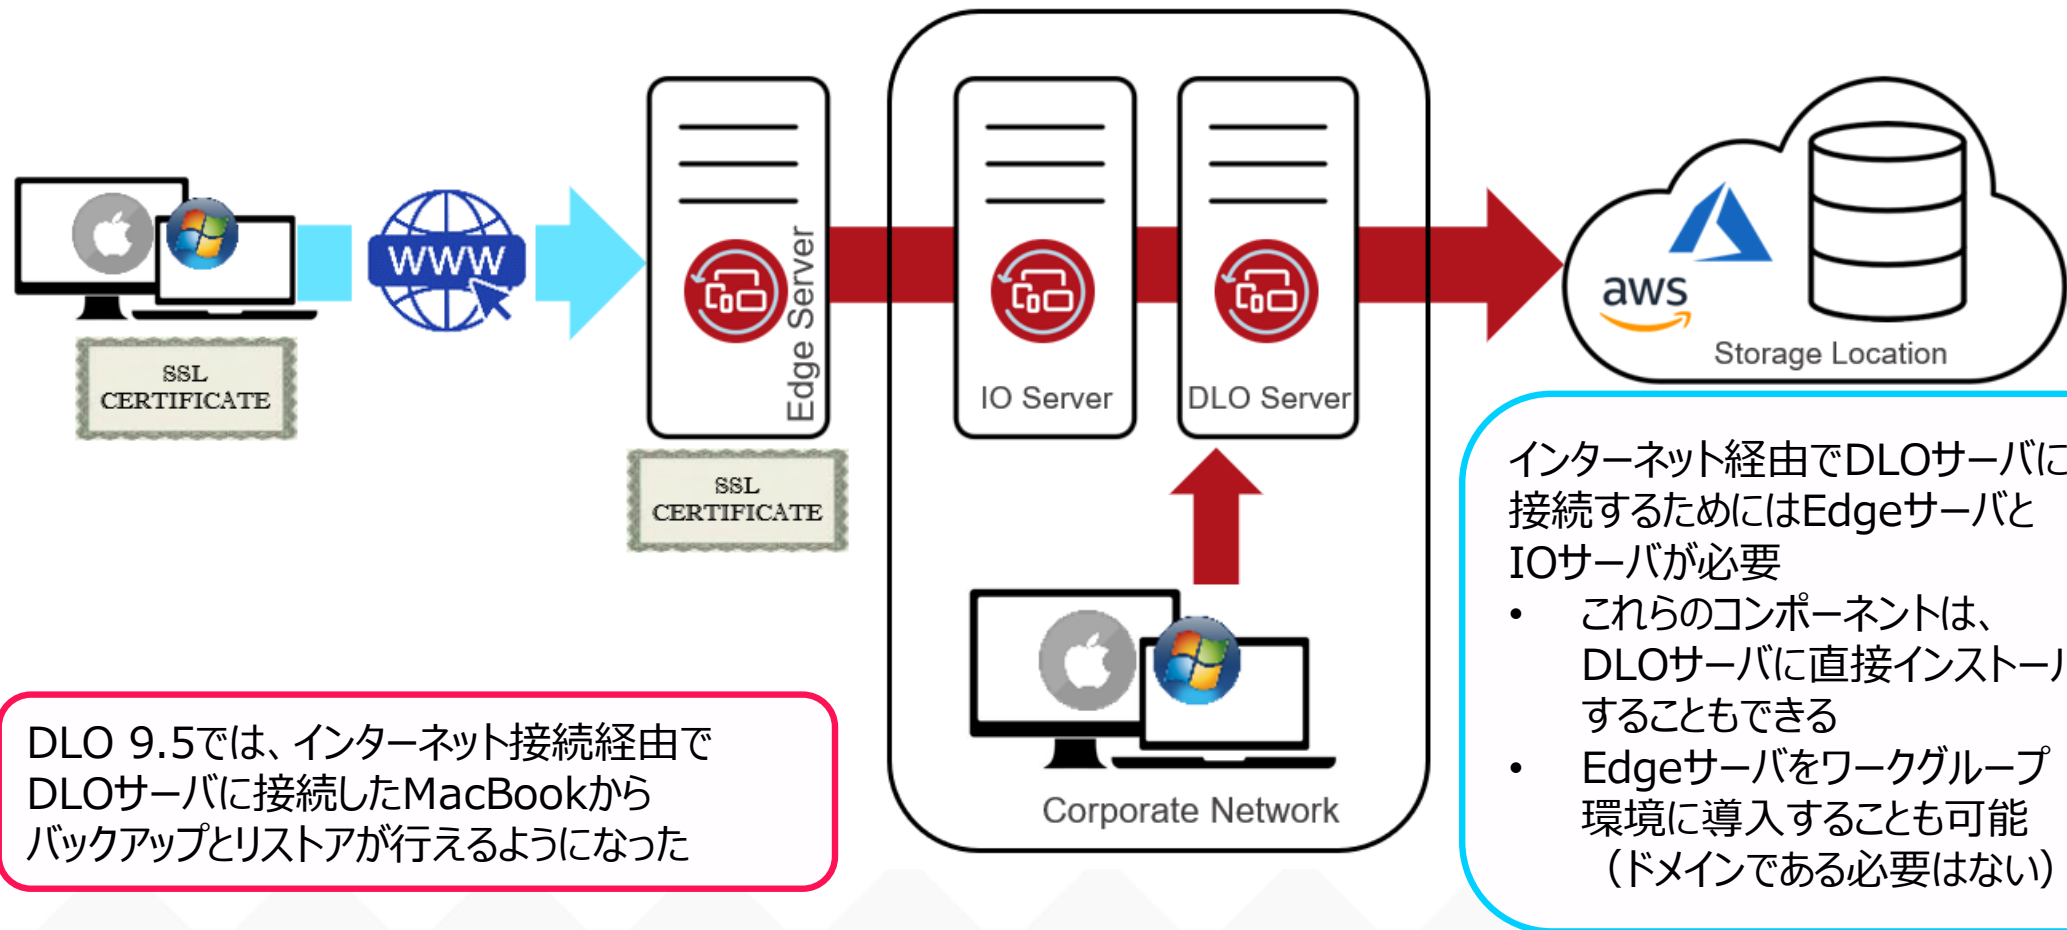 WWW
SSL
CERTIFICATE
Edge Server
SSL
CERTIFICATE
IO Server
DLO Server
aws
Storage Location
Corporate Network
DLO 9.5では、インターネット接続経由で
DLOサーバに接続したMacBookから
バックアップとリストアが行えるようになった
インターネット経由でDLOサーバに
接続するためにはEdgeサーバと
IOサーバが必要
• これらのコンポーネントは、
DLOサーバに直接インストール
することもできる
• Edgeサーバをワークグループ
環境に導入することも可能
（ドメインである必要はない）